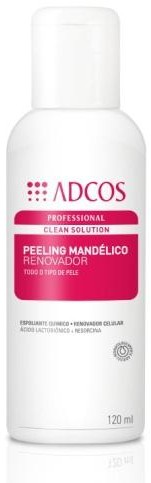 ADCOS
PROFESSIONAL
CLEAN SOLUTION
PEELING MANDÉLICO
RENOVADOR
TODO O TIPO DE PELE
ESFOLIANTE QUÍMICO • RENOVADOR CELULAR
ÁCIDO LACTOBIÔNICO • RESORCINA
120 ml